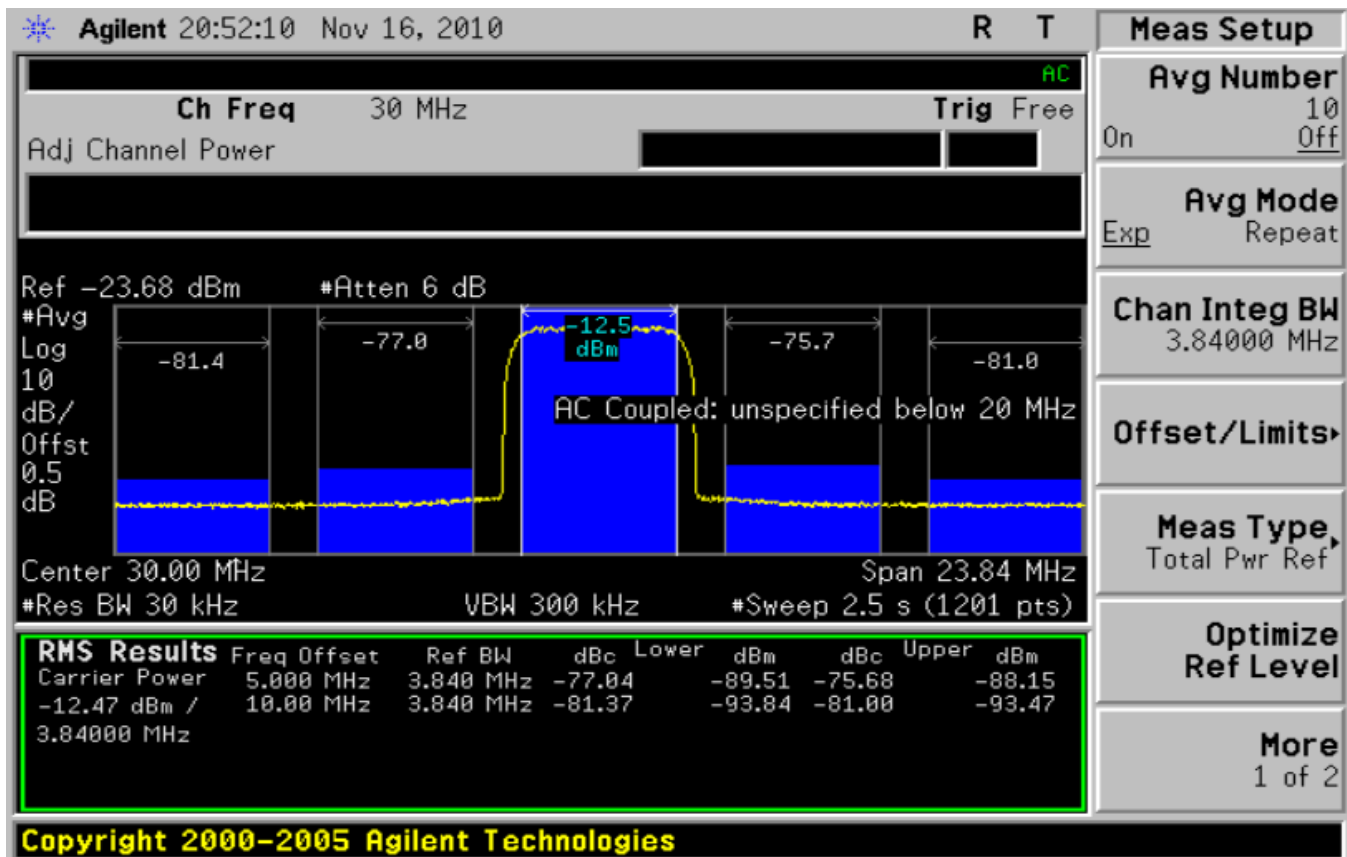 Agilent 20:52:10 Nov 16, 2010 R T
AC
Ch Freq 30 MHz Trig Free
Adj Channel Power
Ref -23.68 dBm #Atten 6 dB
#Avg
Log
10
dB/
Offst
0.5
dB
-81.4
-77.0
-12.5
dBm
-75.7
-81.0
AC Coupled: unspecified below 20 MHz
Center 30.00 MHz Span 23.84 MHz
#Res BW 30 kHz VBW 300 kHz #Sweep 2.5 s (1201 pts)
RMS Results Freq Offset Ref BW dBc Lower dBm dBc Upper dBm
Carrier Power 5.000 MHz 3.840 MHz -77.04 -89.51 -75.68 -88.15
-12.47 dBm / 10.00 MHz 3.840 MHz -81.37 -93.84 -81.00 -93.47
3.84000 MHz
Copyright 2000-2005 Agilent Technologies
Meas Setup
Avg Number
10
On Off
Avg Mode
Exp Repeat
Chan Integ BW
3.84000 MHz
Offset/Limits
Meas Type
Total Pwr Ref
Optimize
Ref Level
More
1 of 2